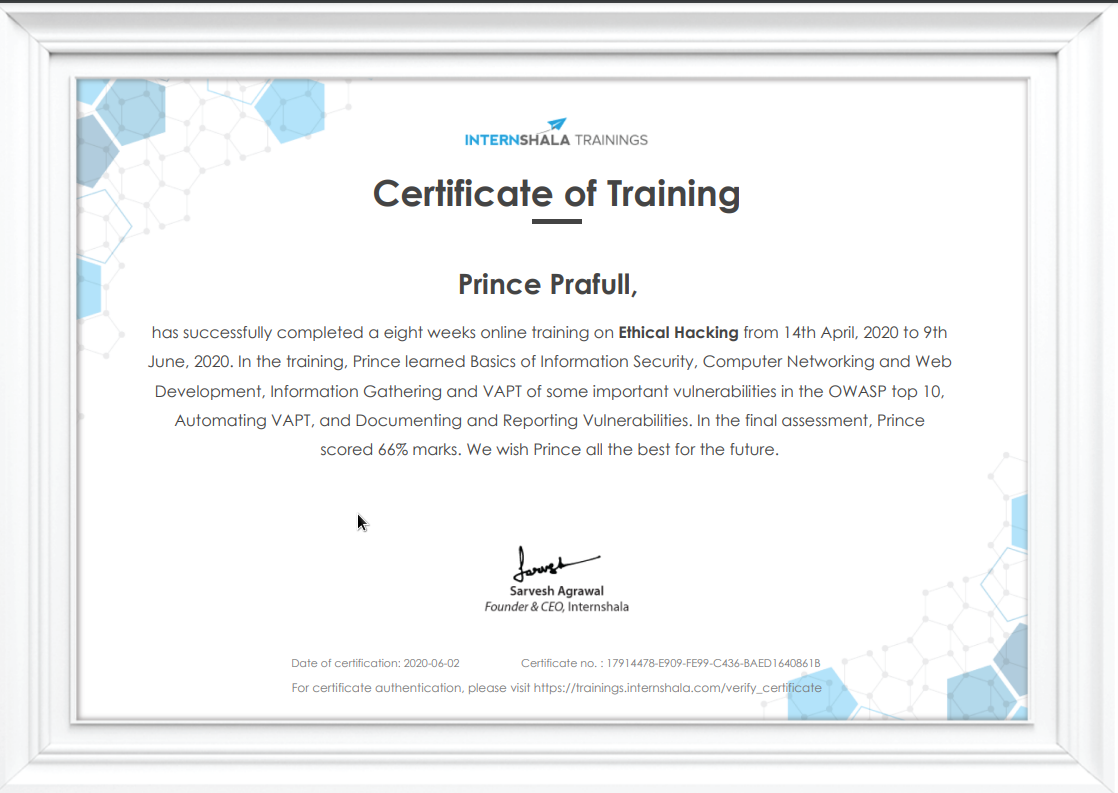 INTERNSHALA TRAININGS
Certificate of Training
Prince Prafull,
has successfully completed a eight weeks online training on Ethical Hacking from 14th April, 2020 to 9th
June, 2020. In the training, Prince learned Basics of Information Security, Computer Networking and Web
Development, Information Gathering and VAPT of some important vulnerabilities in the OWASP top 10,
Automating VAPT, and Documenting and Reporting Vulnerabilities. In the final assessment, Prince
scored 66% marks. We wish Prince all the best for the future.
Sarvesh
Sarvesh Agrawal
Founder & CEO, Internshala
Date of certification: 2020-06-02 Certificate no. : 17914478-E909-FE99-C436-BAED1640861B
For certificate authentication, please visit https://trainings.internshala.com/verify_certificate